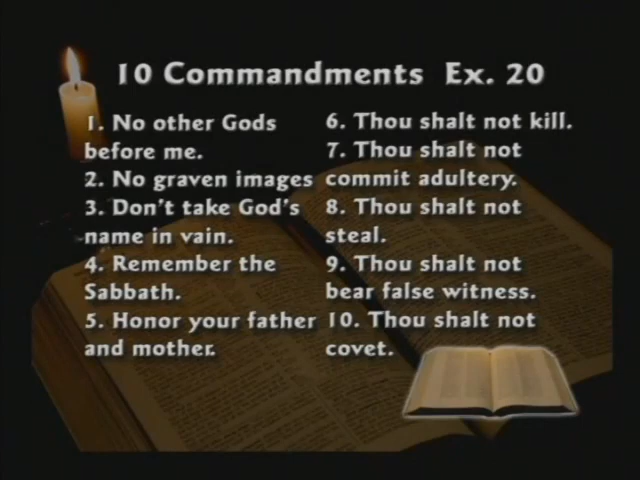 10 Commandments Ex. 20
1. No other Gods
before me.
2. No graven images
3. Don't take God's
name in vain.
4. Remember the
Sabbath.
5. Honor your father
and mother.
6. Thou shalt not kill.
7. Thou shalt not
commit adultery.
8. Thou shalt not
steal.
9. Thou shalt not
bear false witness.
10. Thou shalt not
covet.